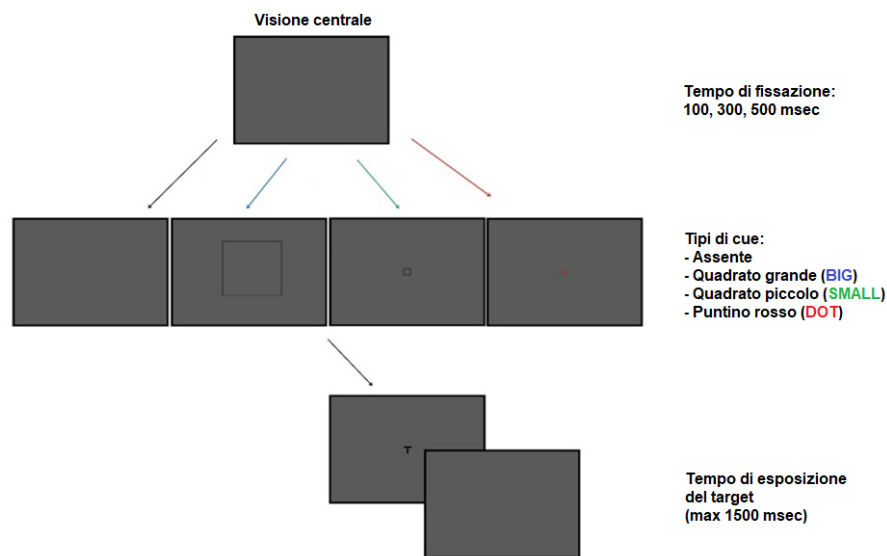 Visione centrale
Tempo di fissazione:
100, 300, 500 msec
Tipi di cue:
- Assente
- Quadrato grande (BIG)
- Quadrato piccolo (SMALL)
- Puntino rosso (DOT)
T
Tempo di esposizione
del target
(max 1500 msec)